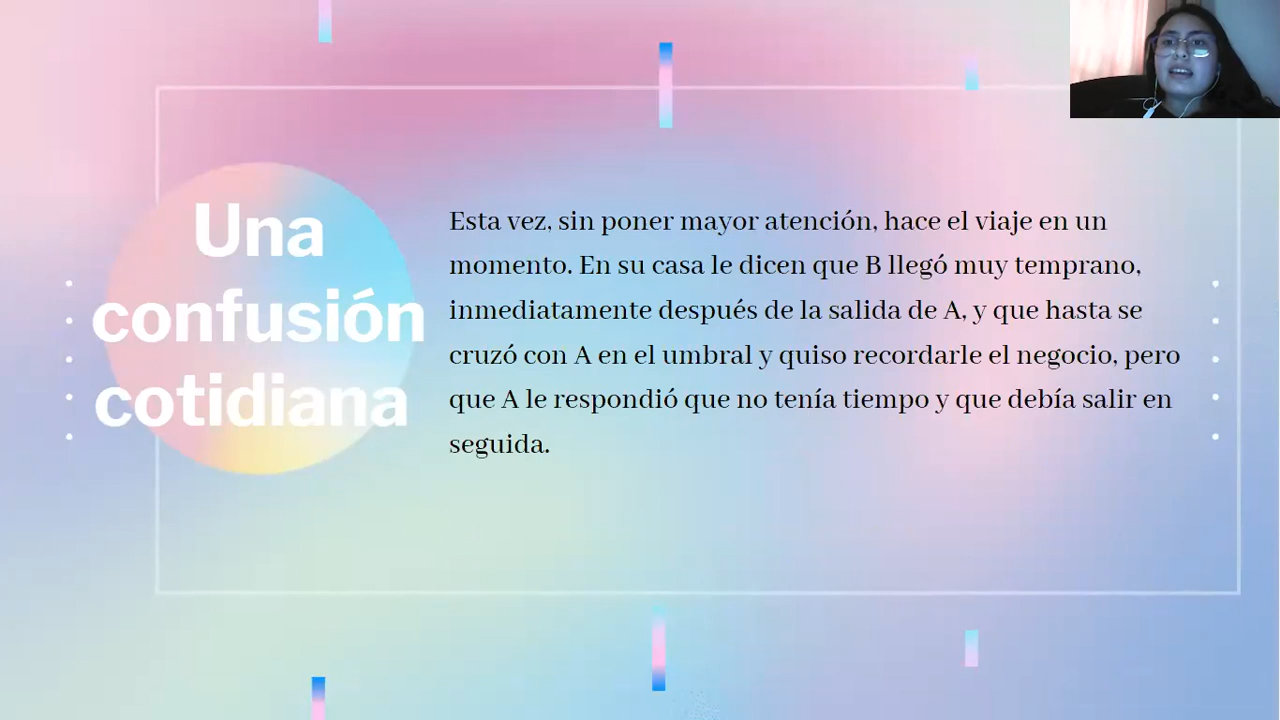 Una
confusión
cotidiana
Esta vez, sin poner mayor atención, hace el viaje en un
momento. En su casa le dicen que B llegó muy temprano,
inmediatamente después de la salida de A, y que hasta se
cruzó con A en el umbral y quiso recordarle el negocio, pero
que A le respondió que no tenía tiempo y que debía salir en
seguida.